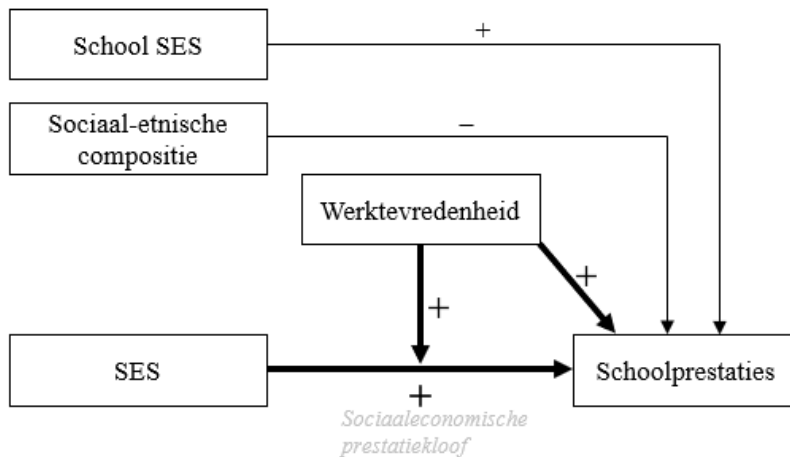 School SES
+
Sociaal-etnische
compositie
–
Werktevredenheid
+
+
SES
+
Schoolprestaties
Sociaaleconomische
prestatiekloof